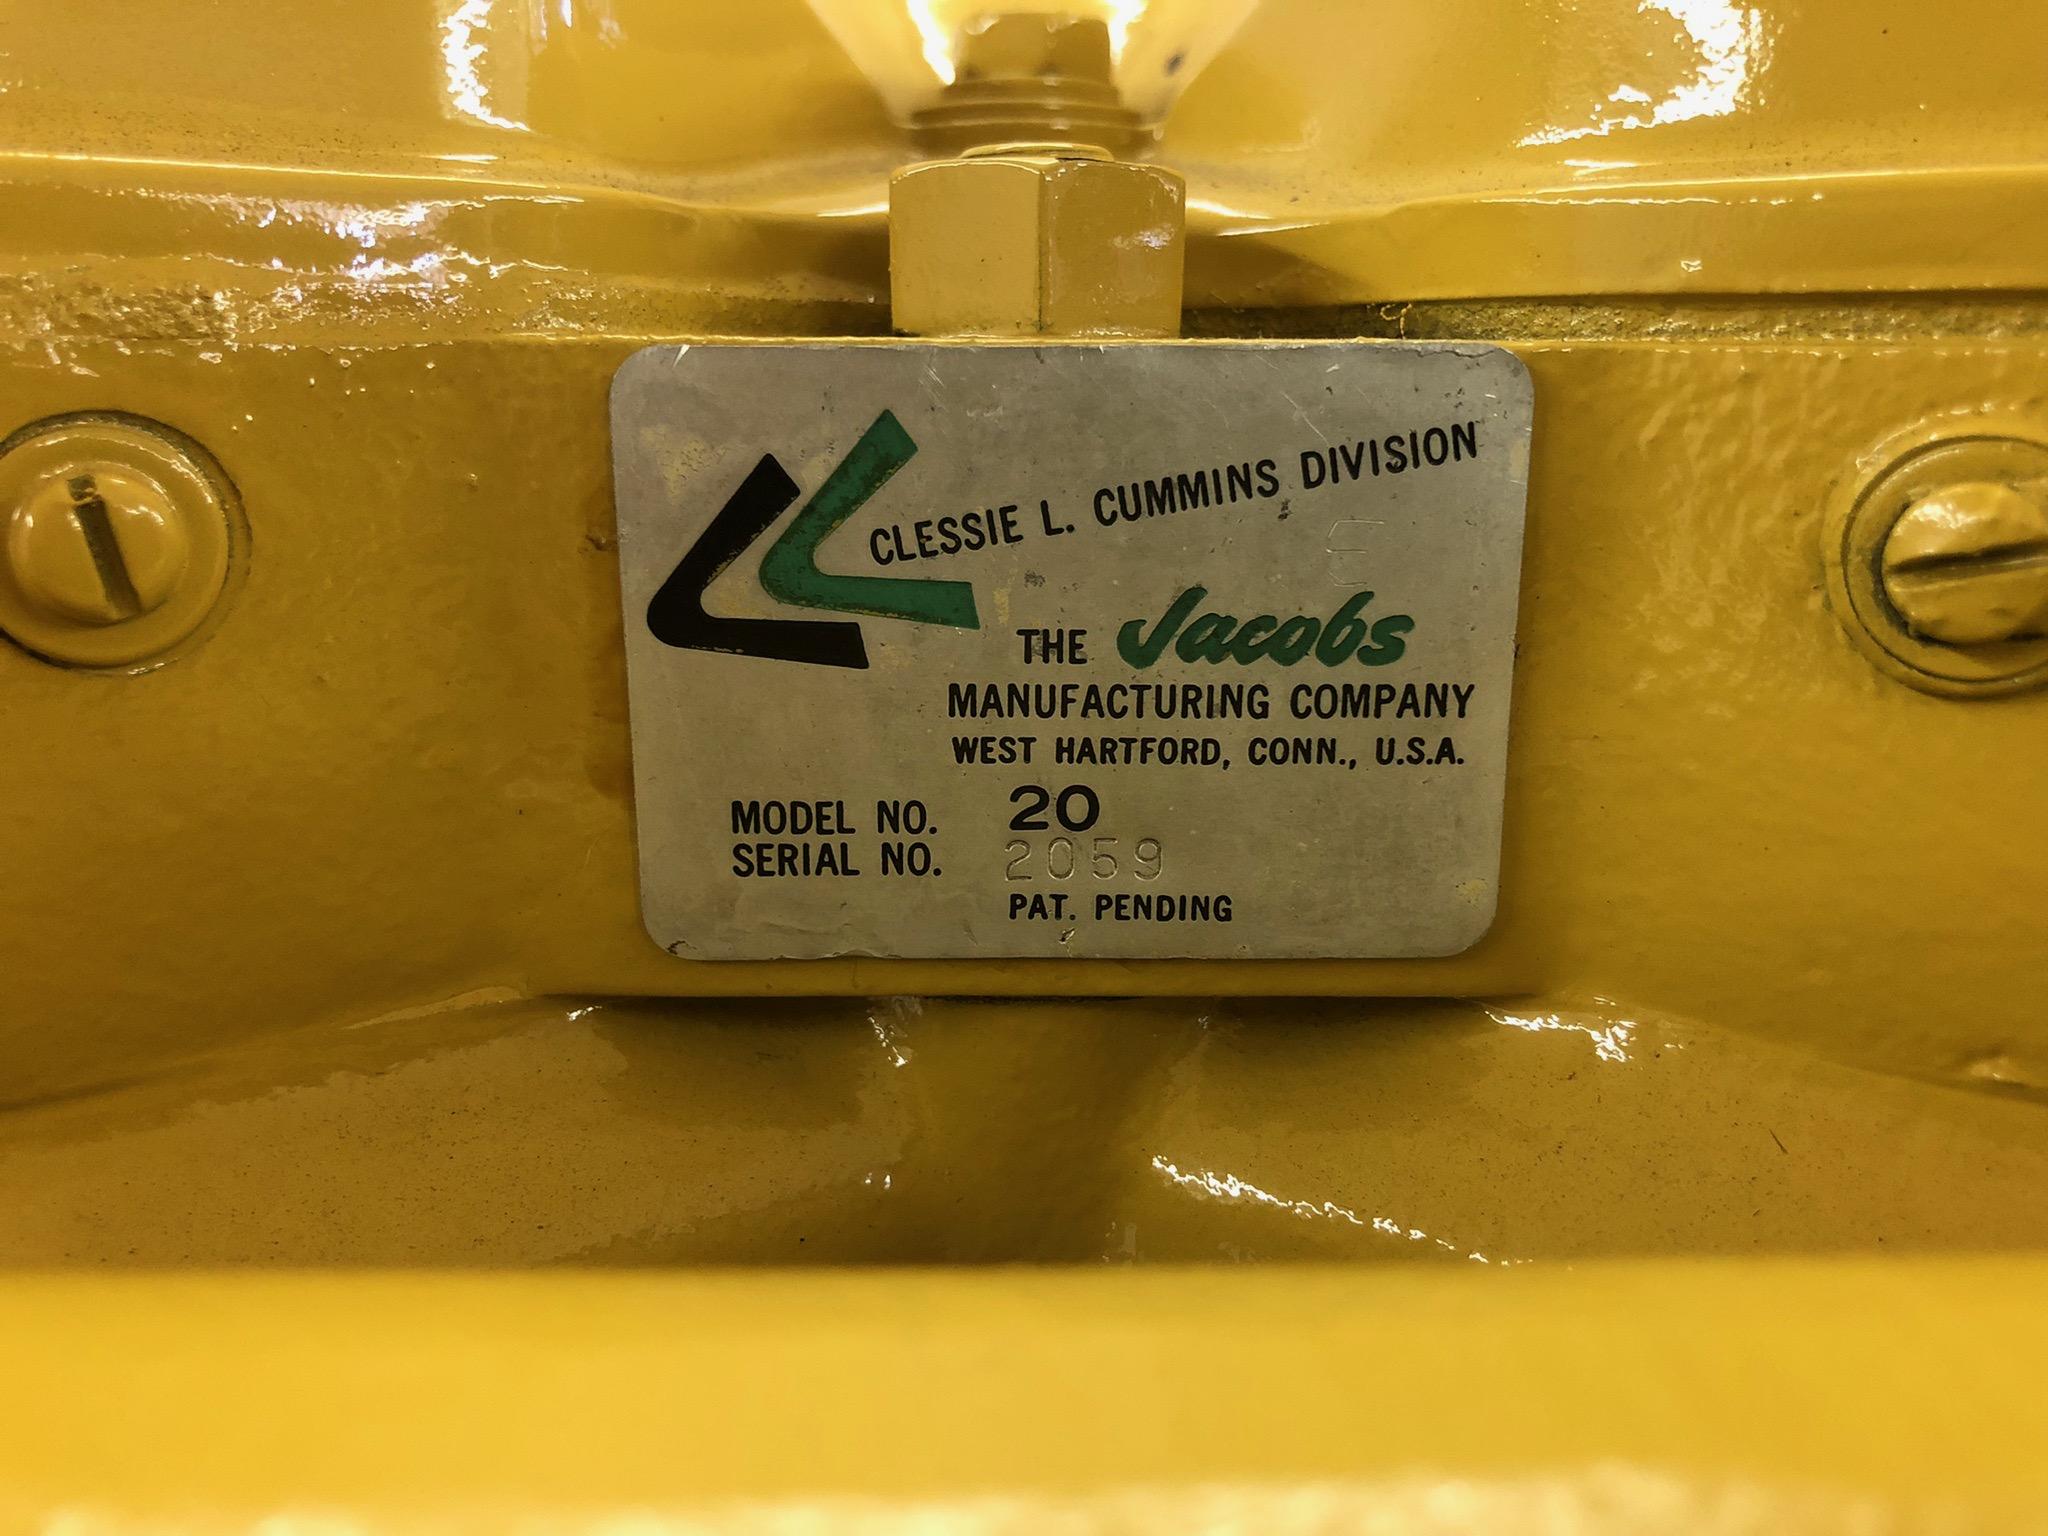 CLESSIE L. CUMMINS DIVISION
E
THE Jacobs
MANUFACTURING COMPANY
WEST HARTFORD, CONN., U.S.A.
MODEL NO. 20
SERIAL NO. 2059
PAT. PENDING